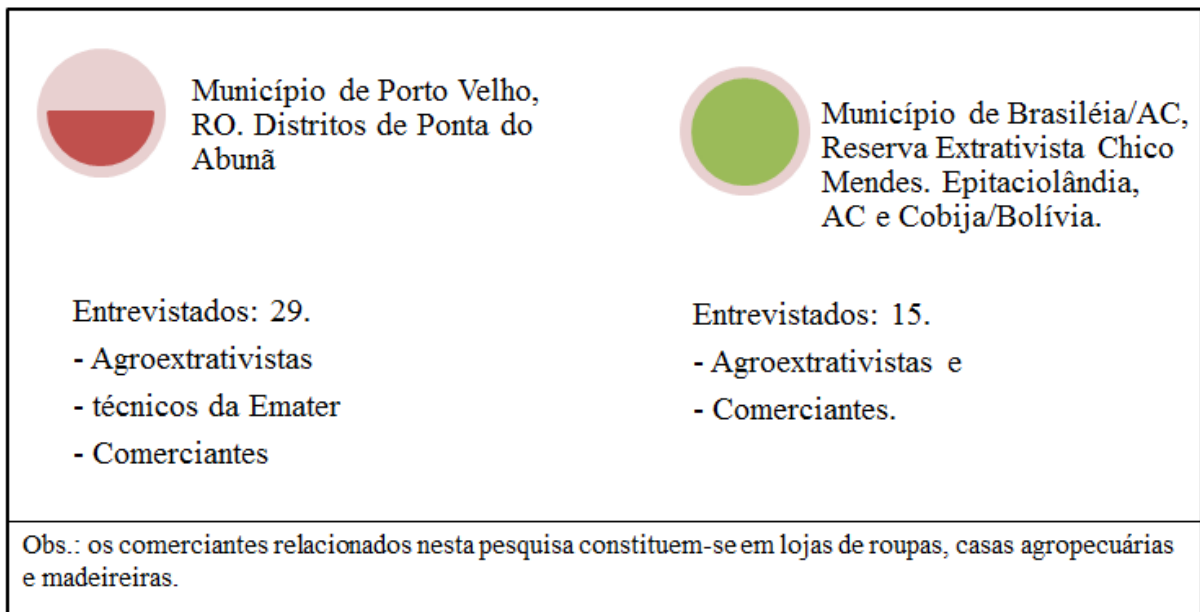 Município de Porto Velho,
RO. Distritos de Ponta do
Abunã
Entrevistados: 29.
- Agroextrativistas
- técnicos da Emater
- Comerciantes
Município de Brasiléia/AC,
Reserva Extrativista Chico
Mendes. Epitaciolândia,
AC e Cobija/Bolívia.
Entrevistados: 15.
- Agroextrativistas e
- Comerciantes.
Obs.: os comerciantes relacionados nesta pesquisa constituem-se em lojas de roupas, casas agropecuárias
e madeireiras.